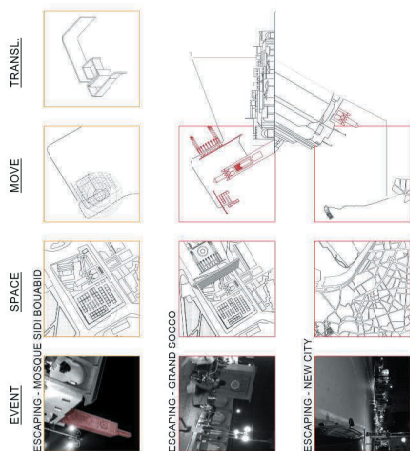 TRANSL.
MOVE
SPACE
EVENT
ESCAPING - MOSQUE SIDI BOUABID
ESCAPING - GRAND SOCCO
ESCAPING - NEW CITY